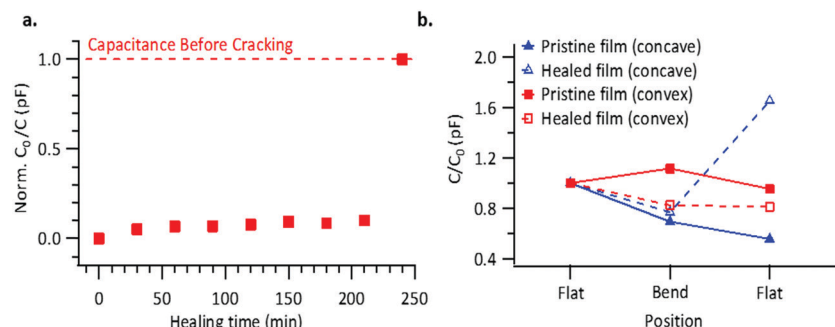 a.
Capacitance Before Cracking
Norm. C₀/C (pF)
1.0
0.5
0.0
0 50 100 150 200 250
Healing time (min)
b.
Pristine film (concave)
Healed film (concave)
Pristine film (convex)
Healed film (convex)
C/C₀ (pF)
2.0
1.6
1.2
0.8
0.4
Flat Bend Flat
Position